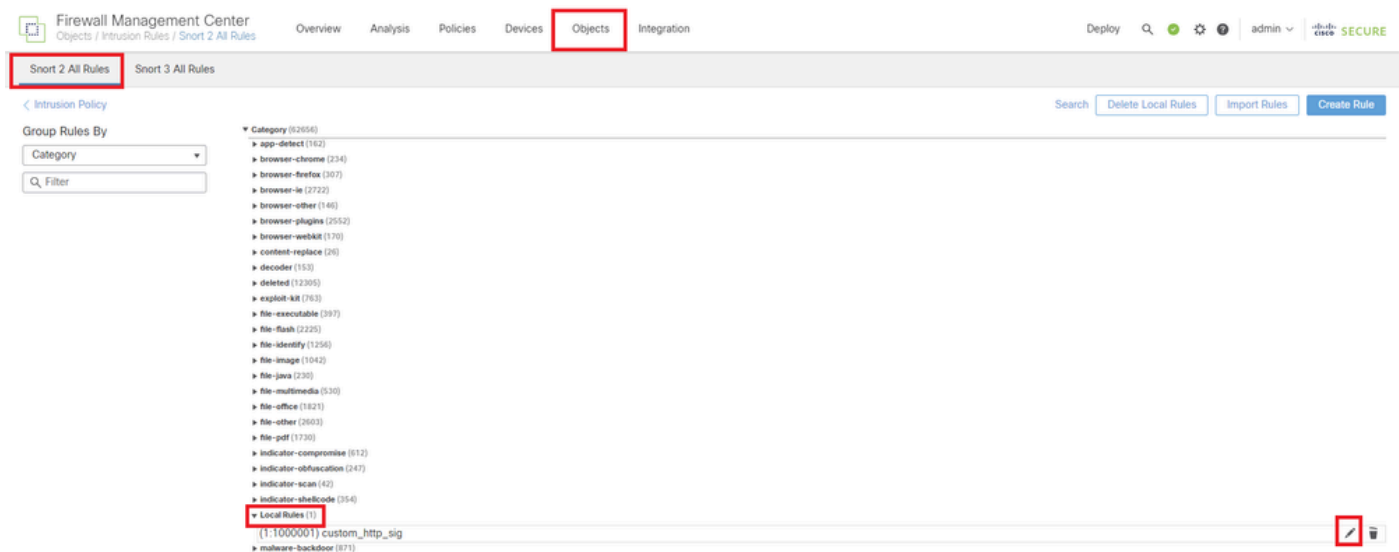 Firewall Management Center
Objects / Intrusion Rules / Snort 2 All Rules
Overview Analysis Policies Devices Objects Integration
Deploy admin cisco SECURE
Snort 2 All Rules Snort 3 All Rules
Intrusion Policy
Search Delete Local Rules Import Rules Create Rule
Group Rules By
Category
Filter
Category (62656)
app-detect (162)
browser-chrome (234)
browser-firefox (307)
browser-ie (2722)
browser-other (146)
browser-plugins (2552)
browser-webkit (170)
content-replace (26)
decoder (153)
deleted (12305)
exploit-kit (763)
file-executable (397)
file-flash (2225)
file-identify (1256)
file-image (1042)
file-java (230)
file-multimedia (530)
file-office (1821)
file-other (2603)
file-pdf (1730)
indicator-compromise (612)
indicator-obfuscation (247)
indicator-scan (42)
indicator-shellcode (354)
Local Rules (1)
(1:1000001) custom_http_sig
malware-backdoor (871)